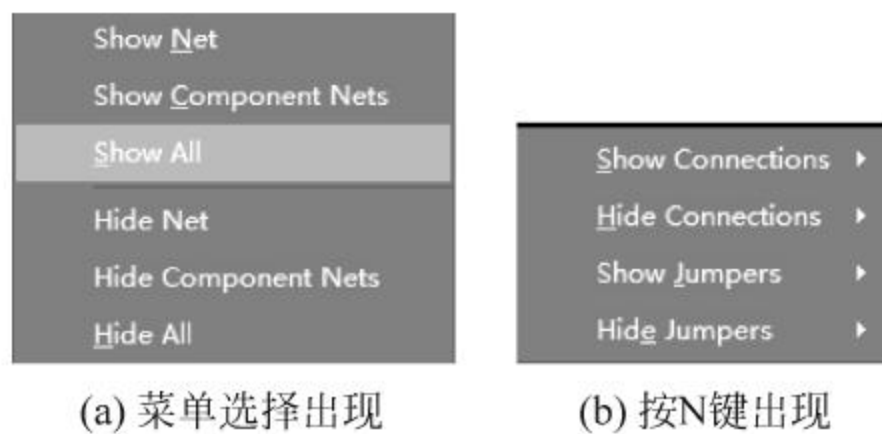 Show Net
Show Component Nets
Show All
Hide Net
Hide Component Nets
Hide All
(a) 菜单选择出现
Show Connections
Hide Connections
Show Jumpers
Hide Jumpers
(b) 按N键出现